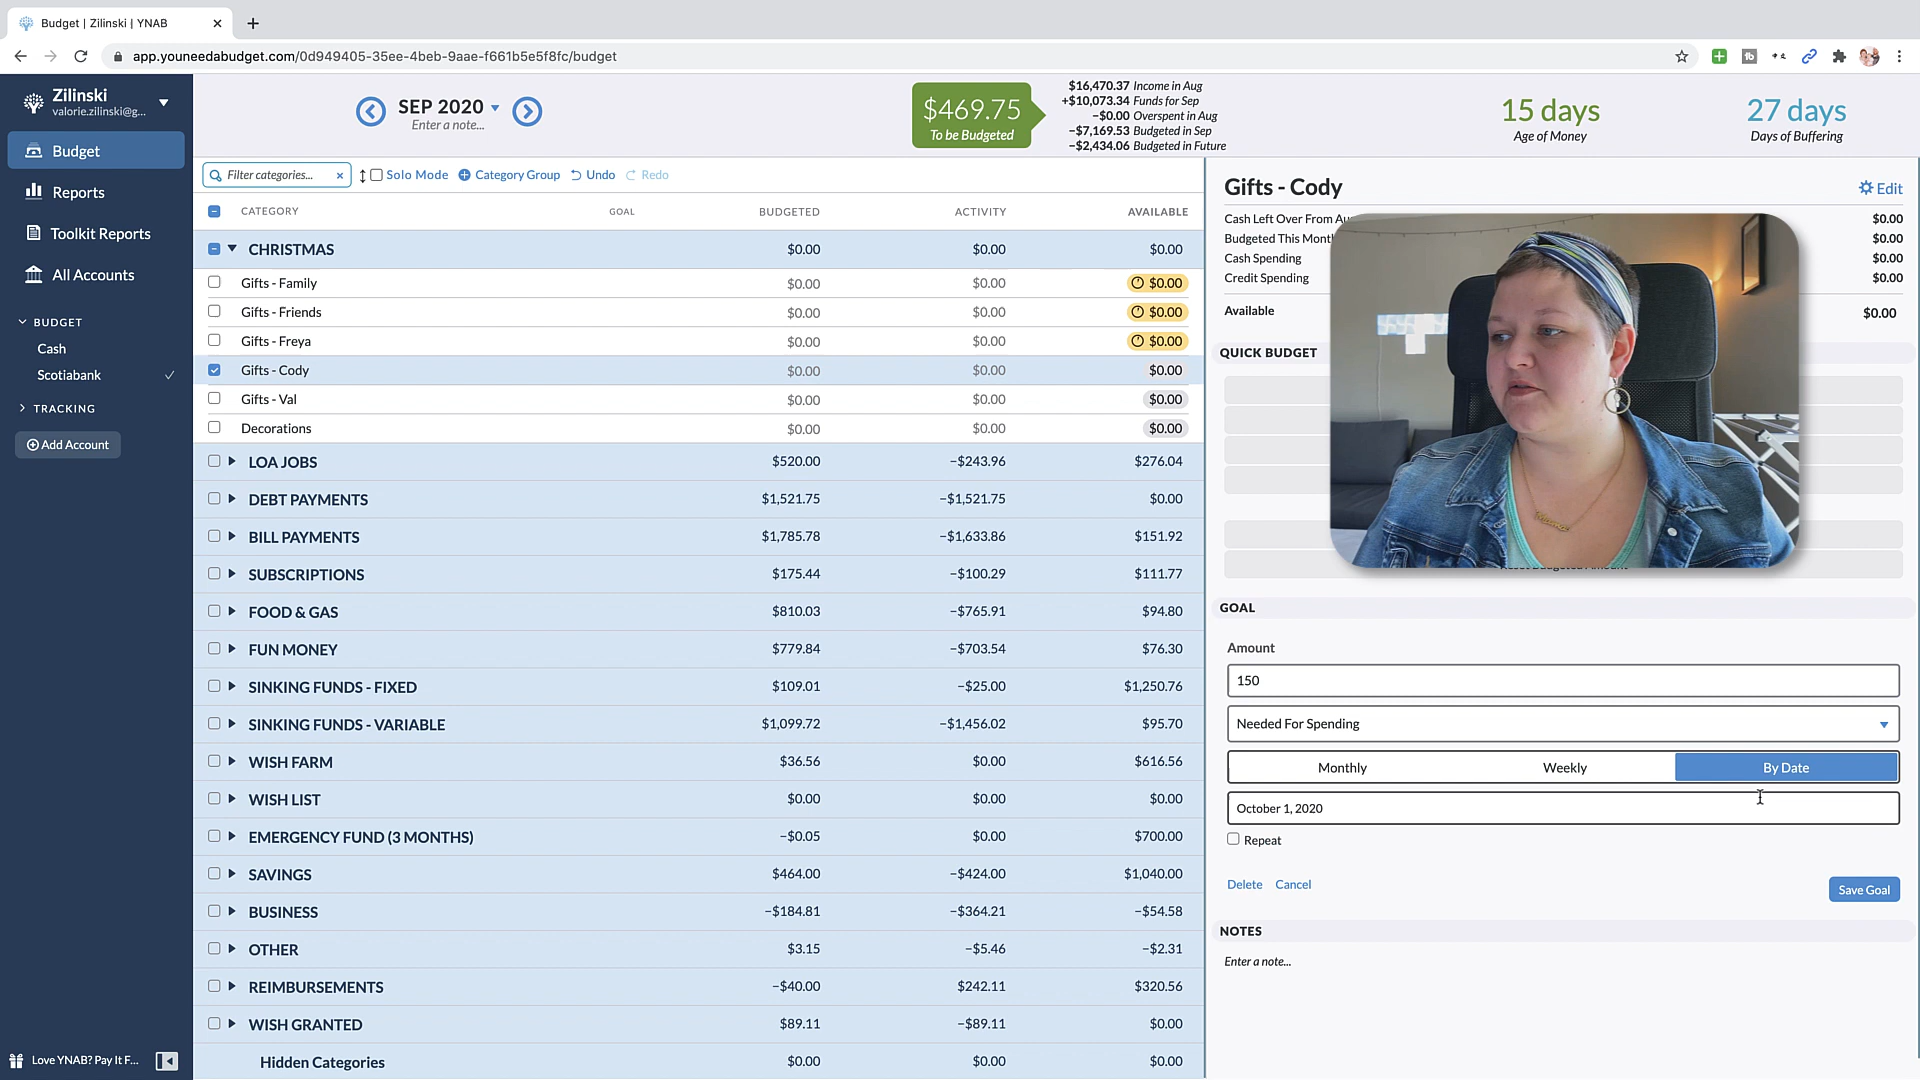 Budget | Zilinski | YNAB
app.youneedabudget.com/0d949405-35ee-4beb-9aae-f661b5e5f8fc/budget
Zilinski
valorie.zilinski@g...
Budget
Reports
Toolkit Reports
All Accounts
BUDGET
Cash
Scotiabank
TRACKING
Add Account
Love YNAB? Pay It F...
SEP 2020
Enter a note...
$469.75
To be Budgeted
$16,470.37 Income in Aug
+$10,073.34 Funds for Sep
−$0.00 Overspent in Aug
−$7,169.53 Budgeted in Sep
−$2,434.06 Budgeted in Future
15 days
Age of Money
27 days
Days of Buffering
Filter categories...
Solo Mode
Category Group
Undo
Redo
CATEGORY GOAL BUDGETED ACTIVITY AVAILABLE
CHRISTMAS $0.00 $0.00 $0.00
Gifts - Family $0.00 $0.00 $0.00
Gifts - Friends $0.00 $0.00 $0.00
Gifts - Freya $0.00 $0.00 $0.00
Gifts - Cody $0.00 $0.00 $0.00
Gifts - Val $0.00 $0.00 $0.00
Decorations $0.00 $0.00 $0.00
LOA JOBS $520.00 −$243.96 $276.04
DEBT PAYMENTS $1,521.75 −$1,521.75 $0.00
BILL PAYMENTS $1,785.78 −$1,633.86 $151.92
SUBSCRIPTIONS $175.44 −$100.29 $111.77
FOOD & GAS $810.03 −$765.91 $94.80
FUN MONEY $779.84 −$703.54 $76.30
SINKING FUNDS - FIXED $109.01 −$25.00 $1,250.76
SINKING FUNDS - VARIABLE $1,099.72 −$1,456.02 $95.70
WISH FARM $36.56 $0.00 $616.56
WISH LIST $0.00 $0.00 $0.00
EMERGENCY FUND (3 MONTHS) −$0.05 $0.00 $700.00
SAVINGS $464.00 −$424.00 $1,040.00
BUSINESS −$184.81 −$364.21 −$54.58
OTHER $3.15 −$5.46 −$2.31
REIMBURSEMENTS −$40.00 $242.11 $320.56
WISH GRANTED $89.11 −$89.11 $0.00
Hidden Categories $0.00 $0.00 $0.00
Gifts - Cody
Edit
Cash Left Over From Au $0.00
Budgeted This Mont $0.00
Cash Spending $0.00
Credit Spending $0.00
Available $0.00
QUICK BUDGET
GOAL
Amount
150
Needed For Spending
Monthly Weekly By Date
October 1, 2020
Repeat
Delete Cancel Save Goal
NOTES
Enter a note...